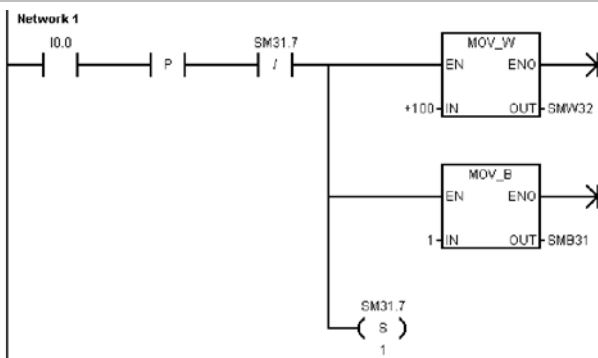 Network 1
I0.0
P
SM31.7
/
MOV_W
EN ENO
+100 IN OUT SMW32
MOV_B
EN ENO
1 IN OUT SMB31
SM31.7
( S )
1